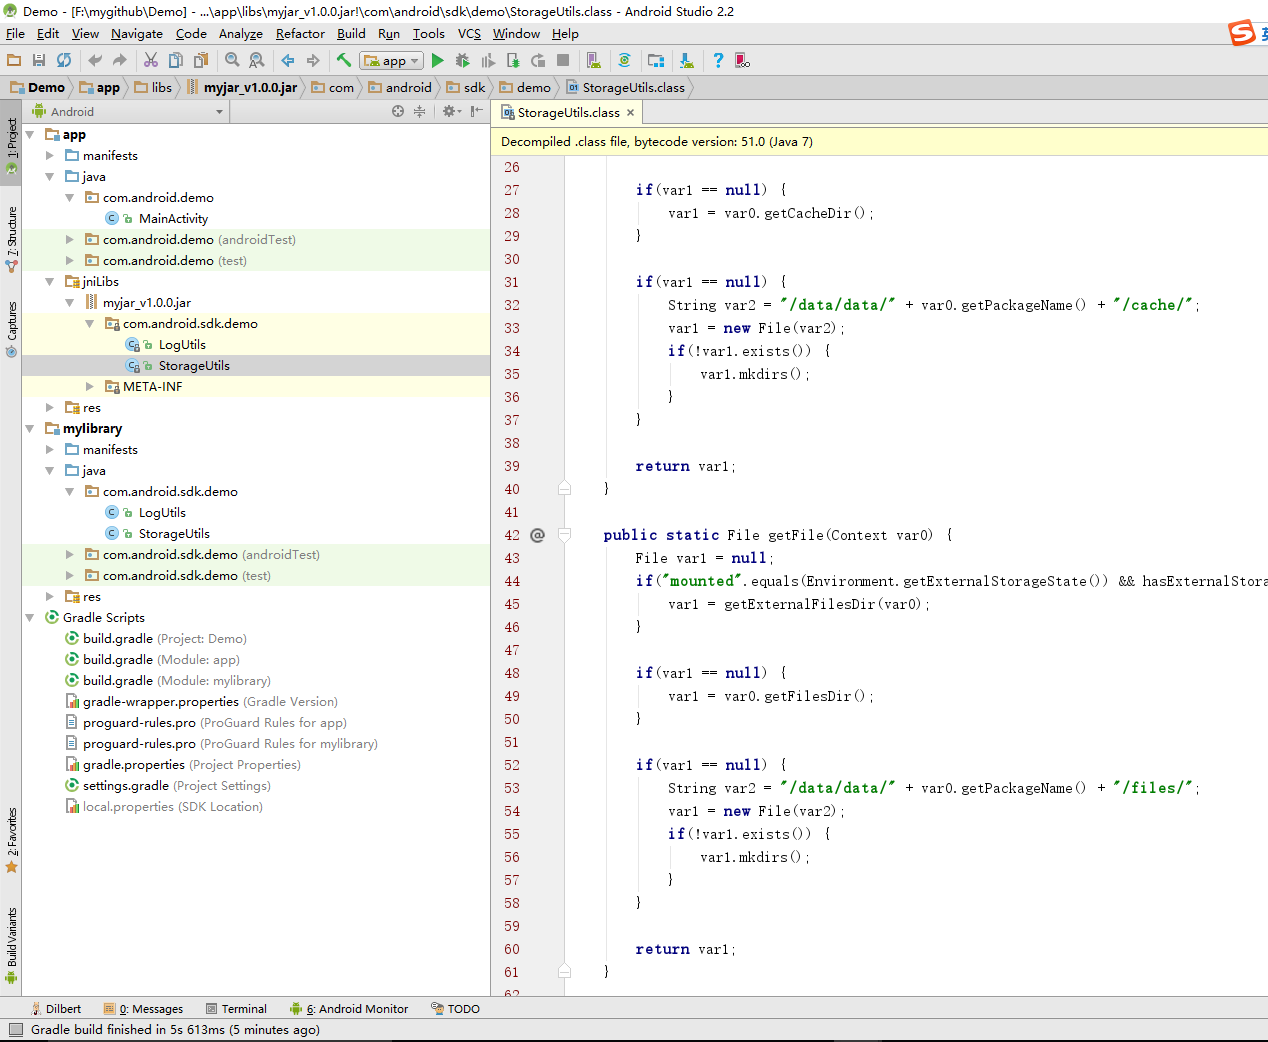 Demo - [F:\mygithub\Demo] - ...\app\libs\myjar_v1.0.0.jar!\com\android\sdk\demo\StorageUtils.class - Android Studio 2.2
File Edit View Navigate Code Analyze Refactor Build Run Tools VCS Window Help
app
Demo app libs myjar_v1.0.0.jar com android sdk demo StorageUtils.class
Android
StorageUtils.class
Decompiled .class file, bytecode version: 51.0 (Java 7)
1: Project
7: Structure
Captures
2: Favorites
Build Variants
app
manifests
java
com.android.demo
MainActivity
com.android.demo (androidTest)
com.android.demo (test)
jniLibs
myjar_v1.0.0.jar
com.android.sdk.demo
LogUtils
StorageUtils
META-INF
res
mylibrary
manifests
java
com.android.sdk.demo
LogUtils
StorageUtils
com.android.sdk.demo (androidTest)
com.android.sdk.demo (test)
res
Gradle Scripts
build.gradle (Project: Demo)
build.gradle (Module: app)
build.gradle (Module: mylibrary)
gradle-wrapper.properties (Gradle Version)
proguard-rules.pro (ProGuard Rules for app)
proguard-rules.pro (ProGuard Rules for mylibrary)
gradle.properties (Project Properties)
settings.gradle (Project Settings)
local.properties (SDK Location)
26
27 if(var1 == null) {
28 var1 = var0.getCacheDir();
29 }
30
31 if(var1 == null) {
32 String var2 = "/data/data/" + var0.getPackageName() + "/cache/";
33 var1 = new File(var2);
34 if(!var1.exists()) {
35 var1.mkdirs();
36 }
37 }
38
39 return var1;
40 }
41
42 @ public static File getFile(Context var0) {
43 File var1 = null;
44 if("mounted".equals(Environment.getExternalStorageState()) && hasExternalStora
45 var1 = getExternalFilesDir(var0);
46 }
47
48 if(var1 == null) {
49 var1 = var0.getFilesDir();
50 }
51
52 if(var1 == null) {
53 String var2 = "/data/data/" + var0.getPackageName() + "/files/";
54 var1 = new File(var2);
55 if(!var1.exists()) {
56 var1.mkdirs();
57 }
58 }
59
60 return var1;
61 }
62
Dilbert 0: Messages Terminal 6: Android Monitor TODO
Gradle build finished in 5s 613ms (5 minutes ago)